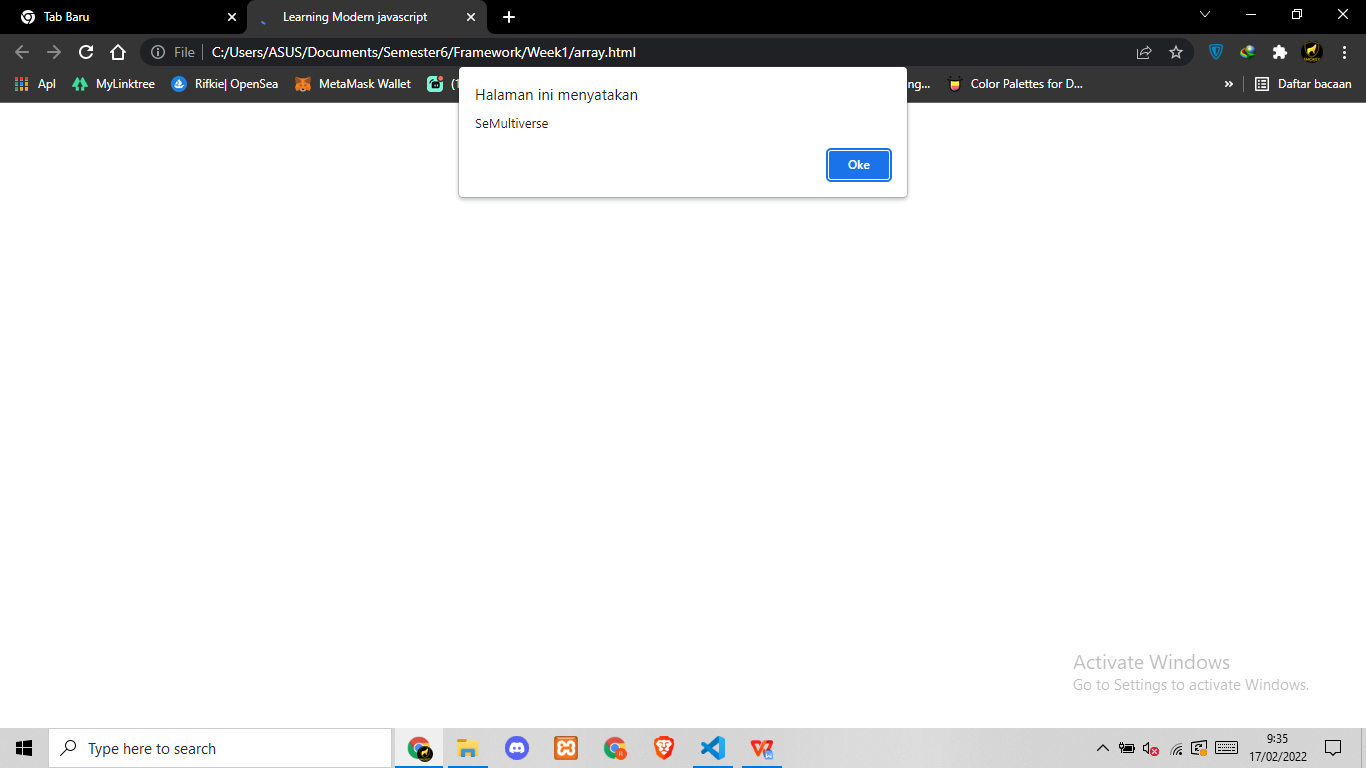 Tab Baru
Learning Modern javascript
File
C:/Users/ASUS/Documents/Semester6/Framework/Week1/array.html
Apl
MyLinktree
Rifkie| OpenSea
MetaMask Wallet
(1
ng...
Color Palettes for D...
»
Daftar bacaan
Halaman ini menyatakan
SeMultiverse
Oke
Activate Windows
Go to Settings to activate Windows.
Type here to search
9:35
17/02/2022